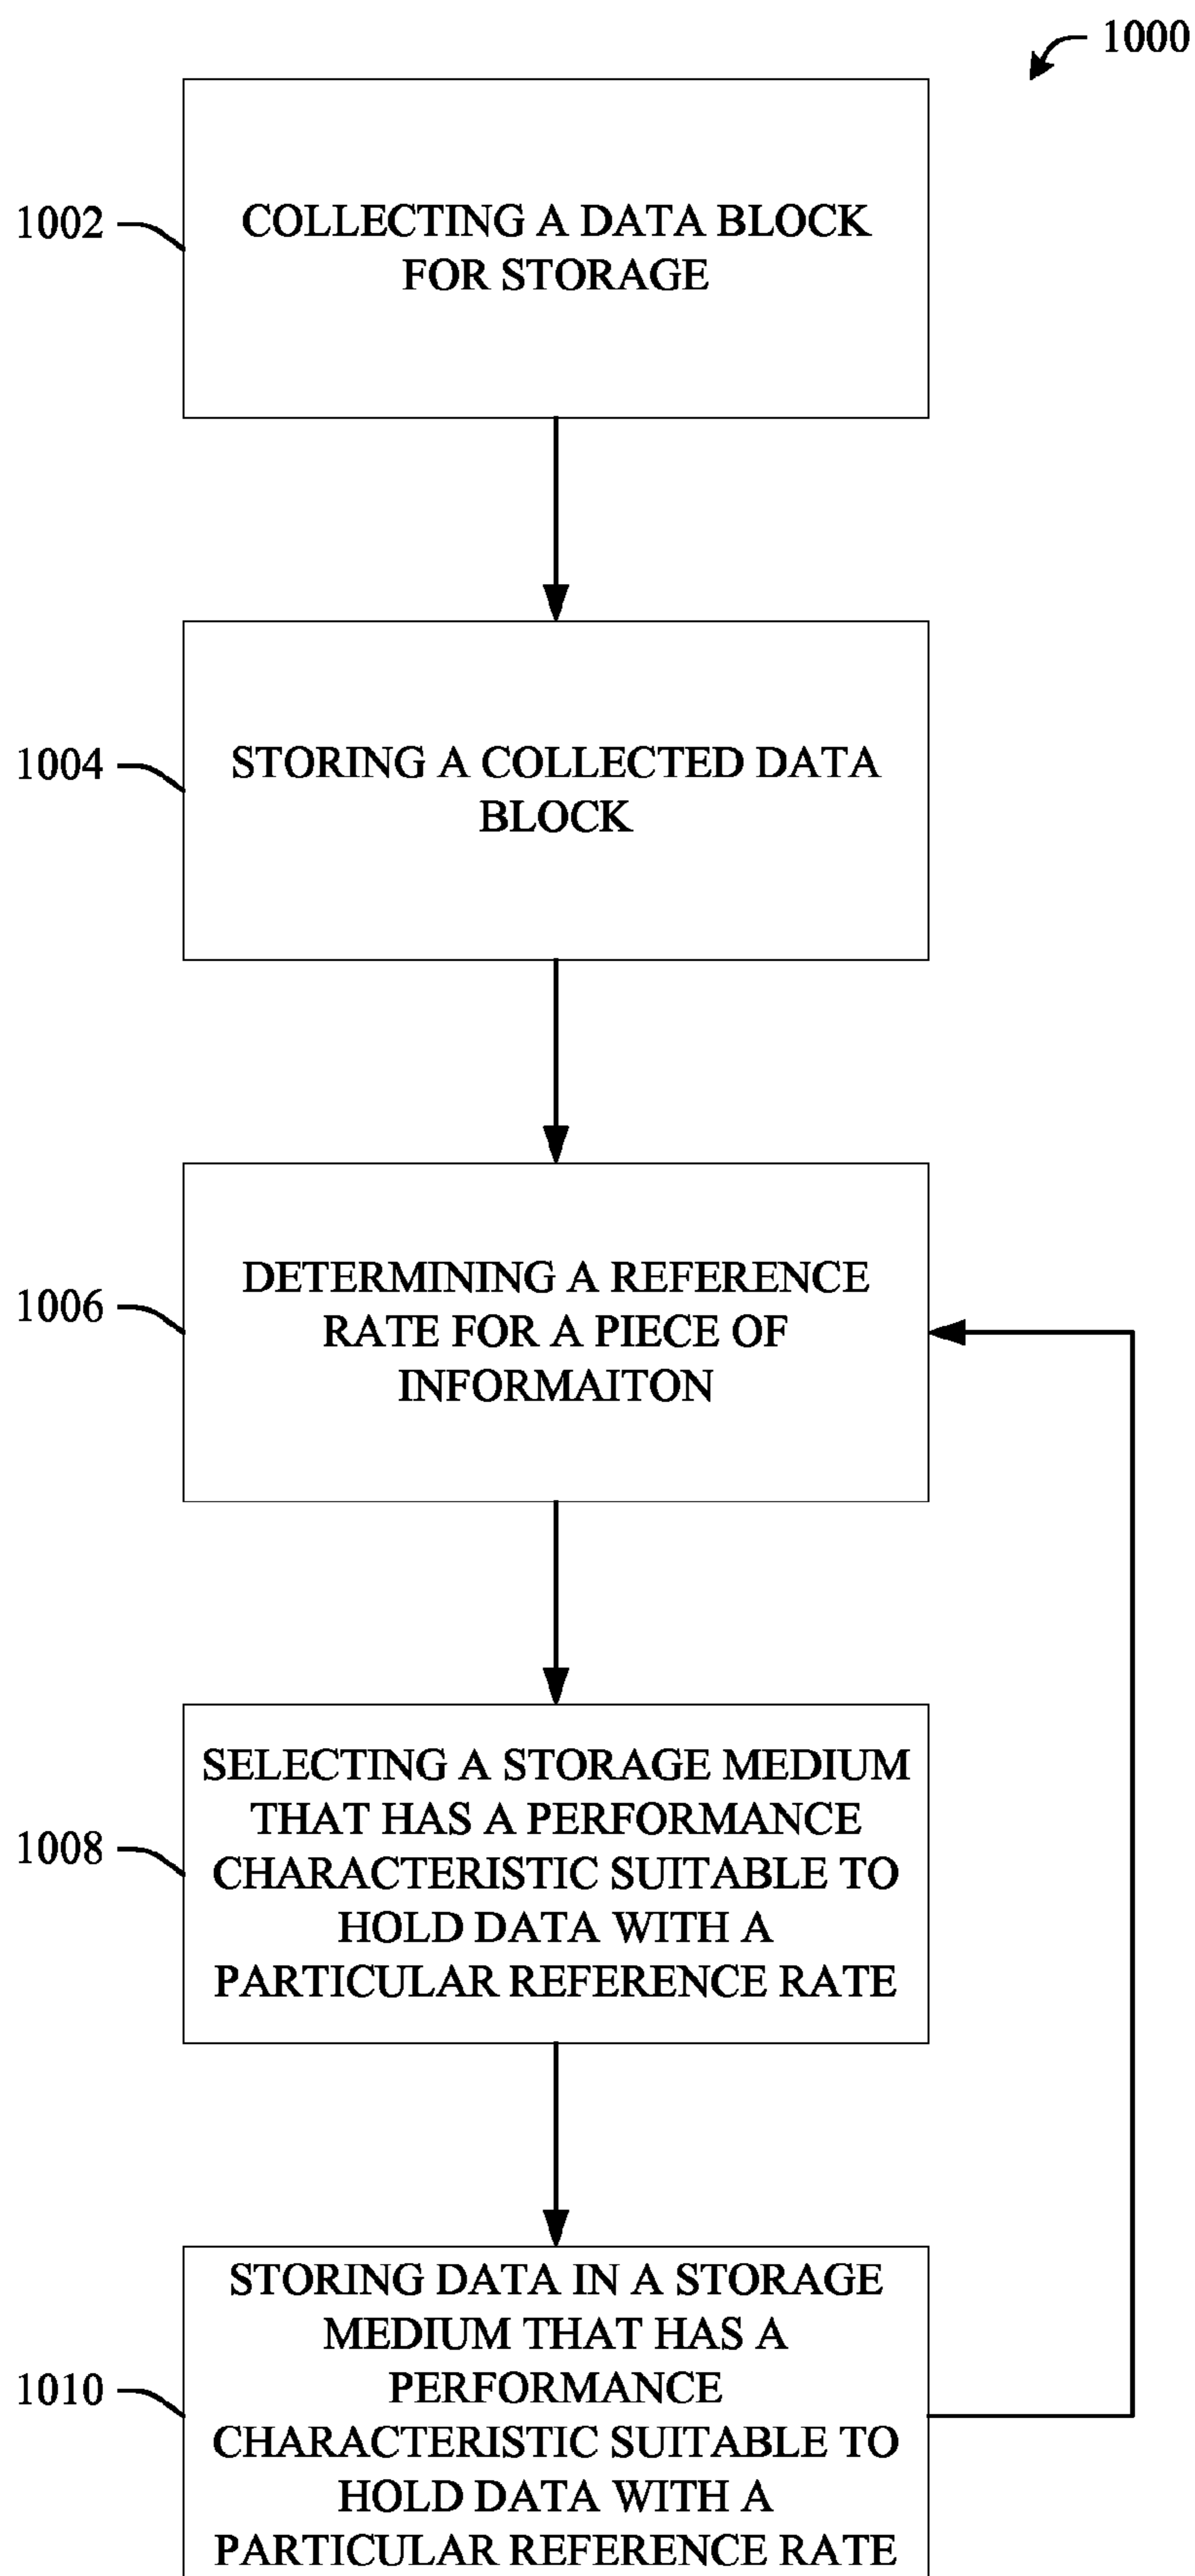 1000
1002
COLLECTING A DATA BLOCK
FOR STORAGE
1004
STORING A COLLECTED DATA
BLOCK
1006
DETERMINING A REFERENCE
RATE FOR A PIECE OF
INFORMAITON
1008
SELECTING A STORAGE MEDIUM
THAT HAS A PERFORMANCE
CHARACTERISTIC SUITABLE TO
HOLD DATA WITH A
PARTICULAR REFERENCE RATE
1010
STORING DATA IN A STORAGE
MEDIUM THAT HAS A
PERFORMANCE
CHARACTERISTIC SUITABLE TO
HOLD DATA WITH A
PARTICULAR REFERENCE RATE